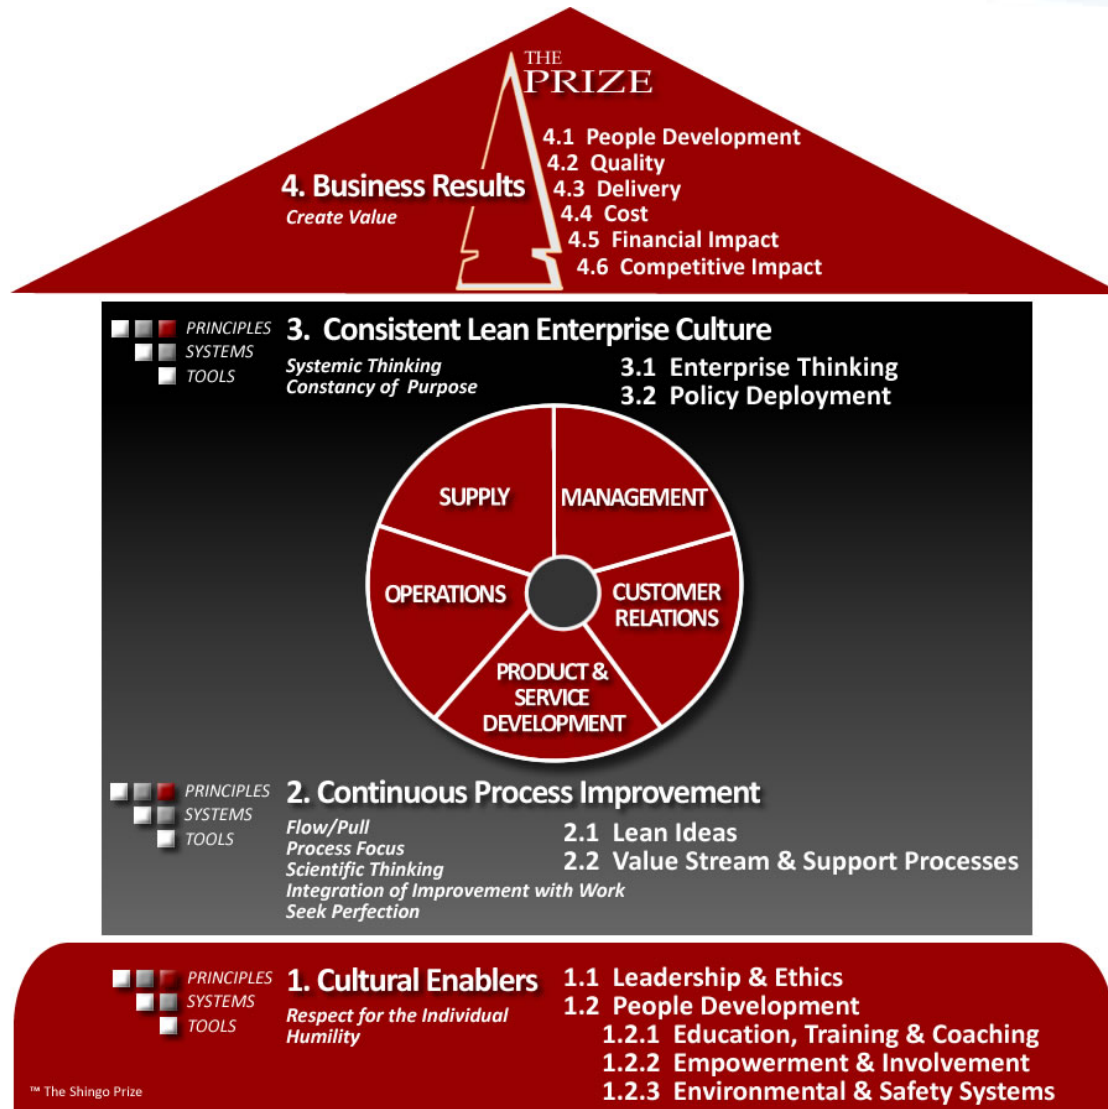 THE
PRIZE
4.1 People Development
4.2 Quality
4. Business Results
4.3 Delivery
Create Value
4.4 Cost
4.5 Financial Impact
4.6 Competitive Impact
PRINCIPLES
SYSTEMS
TOOLS
3. Consistent Lean Enterprise Culture
Systemic Thinking
Constancy of Purpose
3.1 Enterprise Thinking
3.2 Policy Deployment
SUPPLY
MANAGEMENT
OPERATIONS
CUSTOMER
RELATIONS
PRODUCT &
SERVICE
DEVELOPMENT
PRINCIPLES
SYSTEMS
TOOLS
2. Continuous Process Improvement
Flow/Pull
Process Focus
Scientific Thinking
Integration of Improvement with Work
Seek Perfection
2.1 Lean Ideas
2.2 Value Stream & Support Processes
PRINCIPLES
SYSTEMS
TOOLS
1. Cultural Enablers
Respect for the Individual
Humility
1.1 Leadership & Ethics
1.2 People Development
1.2.1 Education, Training & Coaching
1.2.2 Empowerment & Involvement
1.2.3 Environmental & Safety Systems
™ The Shingo Prize